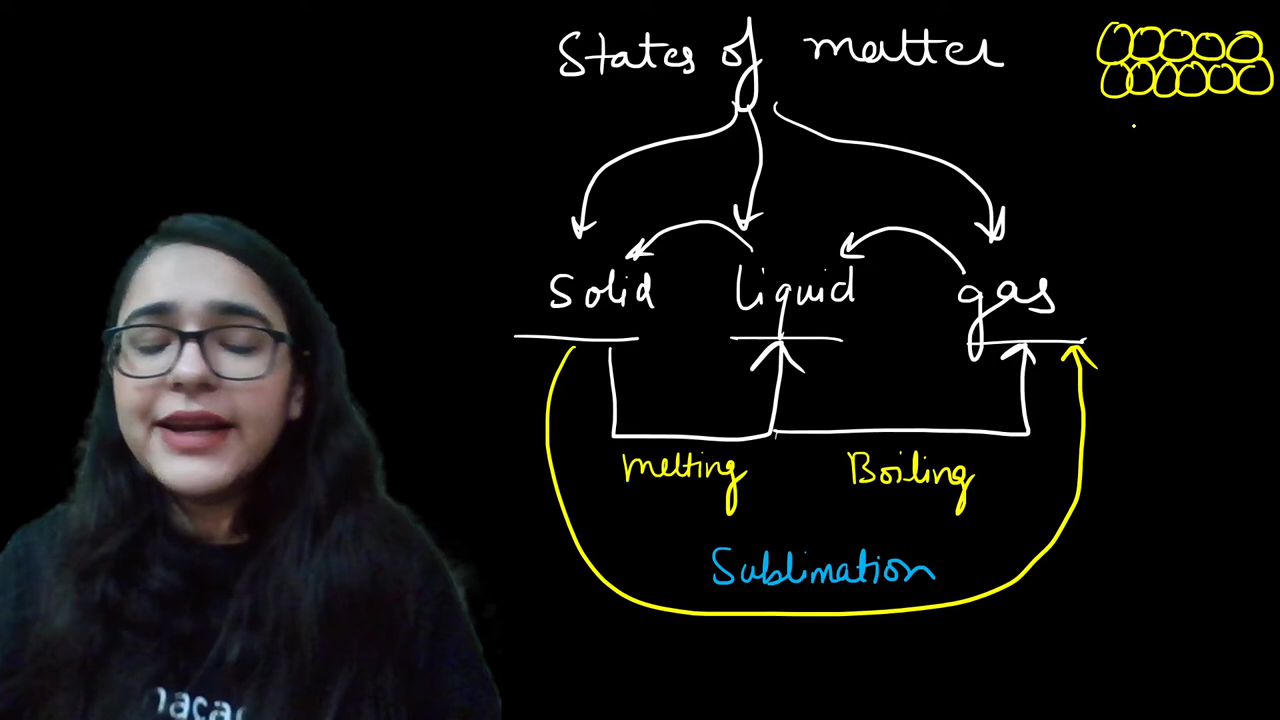 States of matter
Solid liquid gas
Melting Boiling
Sublimation